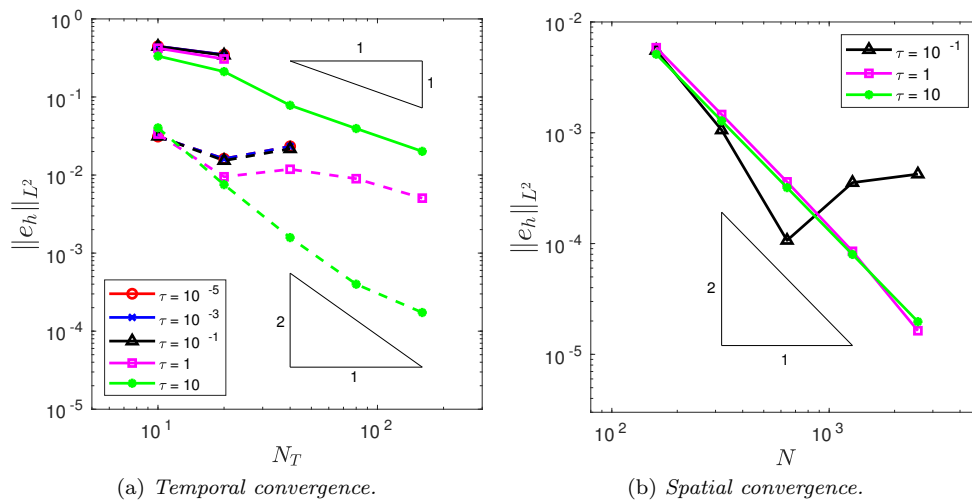 10^0
10^-1
10^-2
10^-3
10^-4
10^-5
||e_h||_{L^2}
1
1
2
1
τ = 10^-5
τ = 10^-3
τ = 10^-1
τ = 1
τ = 10
10^1
10^2
N_T
(a) Temporal convergence.
10^-2
10^-3
10^-4
10^-5
||e_h||_{L^2}
τ = 10^-1
τ = 1
τ = 10
2
1
10^2
10^3
N
(b) Spatial convergence.